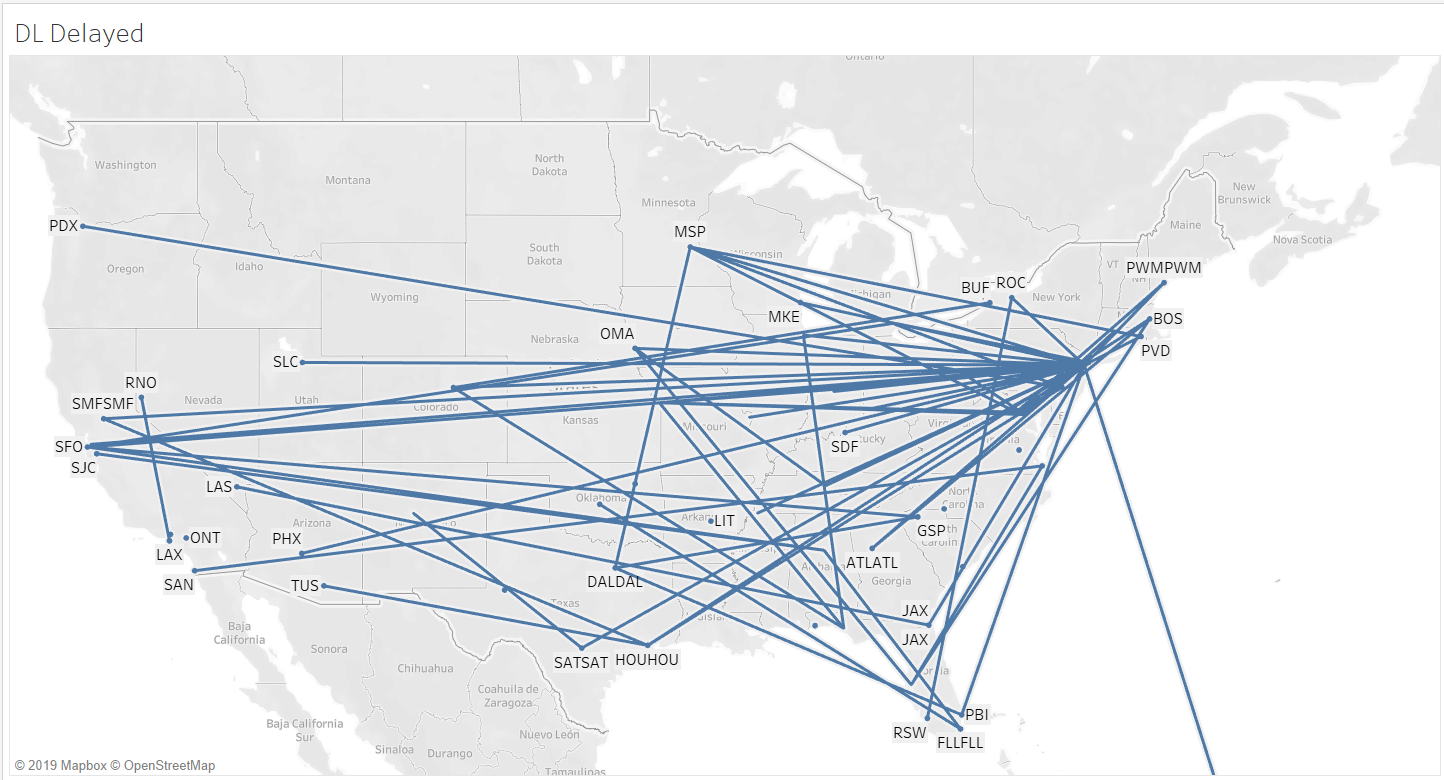 DL Delayed
Ontario
Washington
North
Dakota
Montana
Minnesota
New
Brunswick
Maine
PDX
MSP
Nova Scotia
South
Dakota
Oregon
Idaho
VT
NH
PWMPWM
BUF
ROC
Wyoming
New York
MKE
BOS
OMA
Nebraska
PVD
SLC
RNO
SMFSMF
Nevada
Utah
Colorado
Kansas
SFO
SDF
SJC
LAS
Oklahoma
North
Carolina
LIT
Arizona
GSP
PHX
ONT
LAX
ATLATL
SAN
TUS
DALDAL
Georgia
Texas
JAX
Baja
California
JAX
Sonora
SATSAT
HOUHOU
Chihuahua
Coahuila de
Zaragoza
PBI
Baja California
Sur
RSW
FLLFLL
Nuevo León
Sinaloa
Durango
© 2019 Mapbox © OpenStreetMap
Tamaulipas